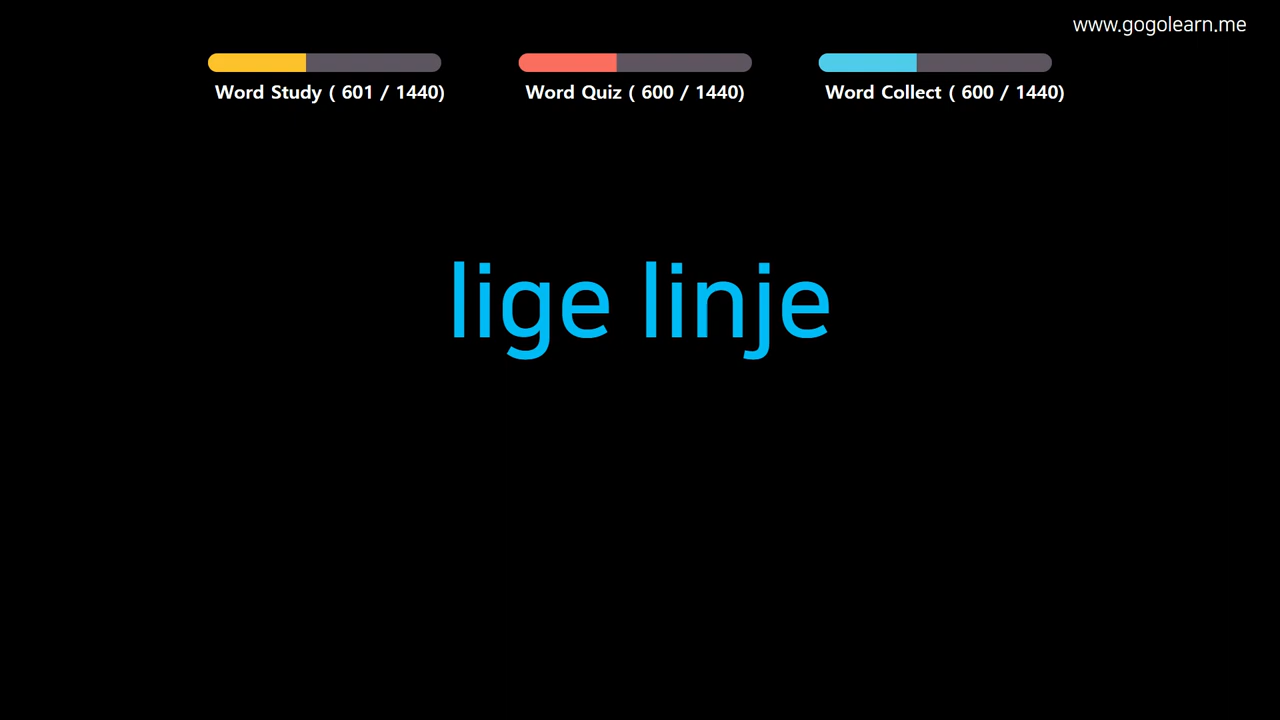 www.gogolearn.me
Word Study ( 601 / 1440)
Word Quiz ( 600 / 1440)
Word Collect ( 600 / 1440)
lige linje